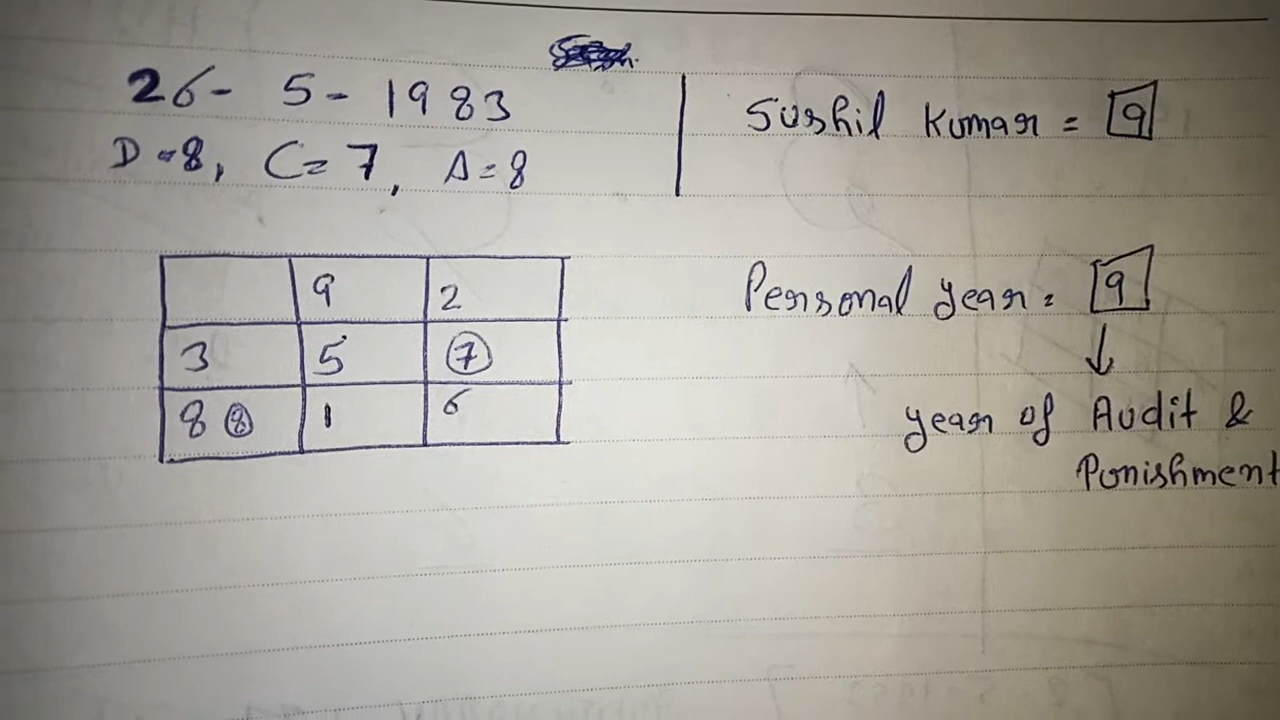 26- 5- 1983
D=8, C=7, A=8
Sushil Kumar = 9
9 2
3 5 7
8 8 1 6
Personal year = 9
↓
year of Audit &
Punishment